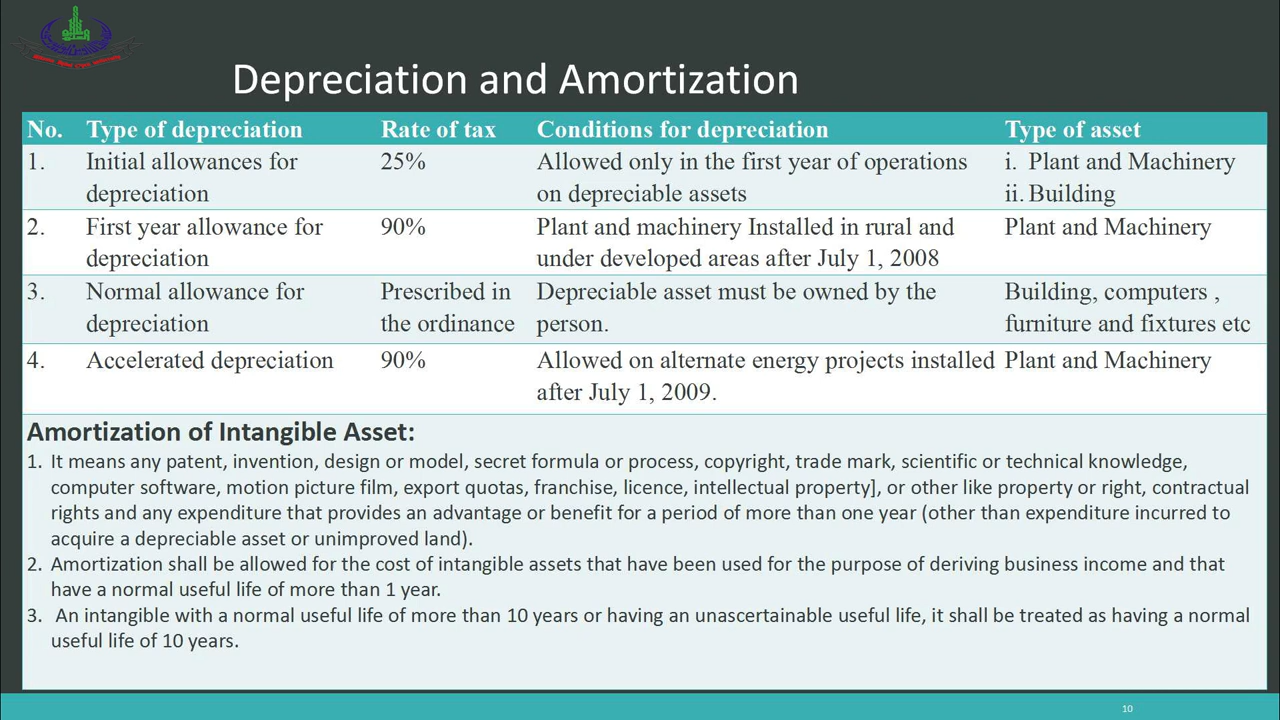 Depreciation and Amortization
No. Type of depreciation Rate of tax Conditions for depreciation Type of asset
1. Initial allowances for 25% Allowed only in the first year of operations i. Plant and Machinery
depreciation on depreciable assets ii. Building
2. First year allowance for 90% Plant and machinery Installed in rural and Plant and Machinery
depreciation under developed areas after July 1, 2008
3. Normal allowance for Prescribed in Depreciable asset must be owned by the Building, computers ,
depreciation the ordinance person. furniture and fixtures etc
4. Accelerated depreciation 90% Allowed on alternate energy projects installed Plant and Machinery
after July 1, 2009.
Amortization of Intangible Asset:
1. It means any patent, invention, design or model, secret formula or process, copyright, trade mark, scientific or technical knowledge,
computer software, motion picture film, export quotas, franchise, licence, intellectual property], or other like property or right, contractual
rights and any expenditure that provides an advantage or benefit for a period of more than one year (other than expenditure incurred to
acquire a depreciable asset or unimproved land).
2. Amortization shall be allowed for the cost of intangible assets that have been used for the purpose of deriving business income and that
have a normal useful life of more than 1 year.
3. An intangible with a normal useful life of more than 10 years or having an unascertainable useful life, it shall be treated as having a normal
useful life of 10 years.
10